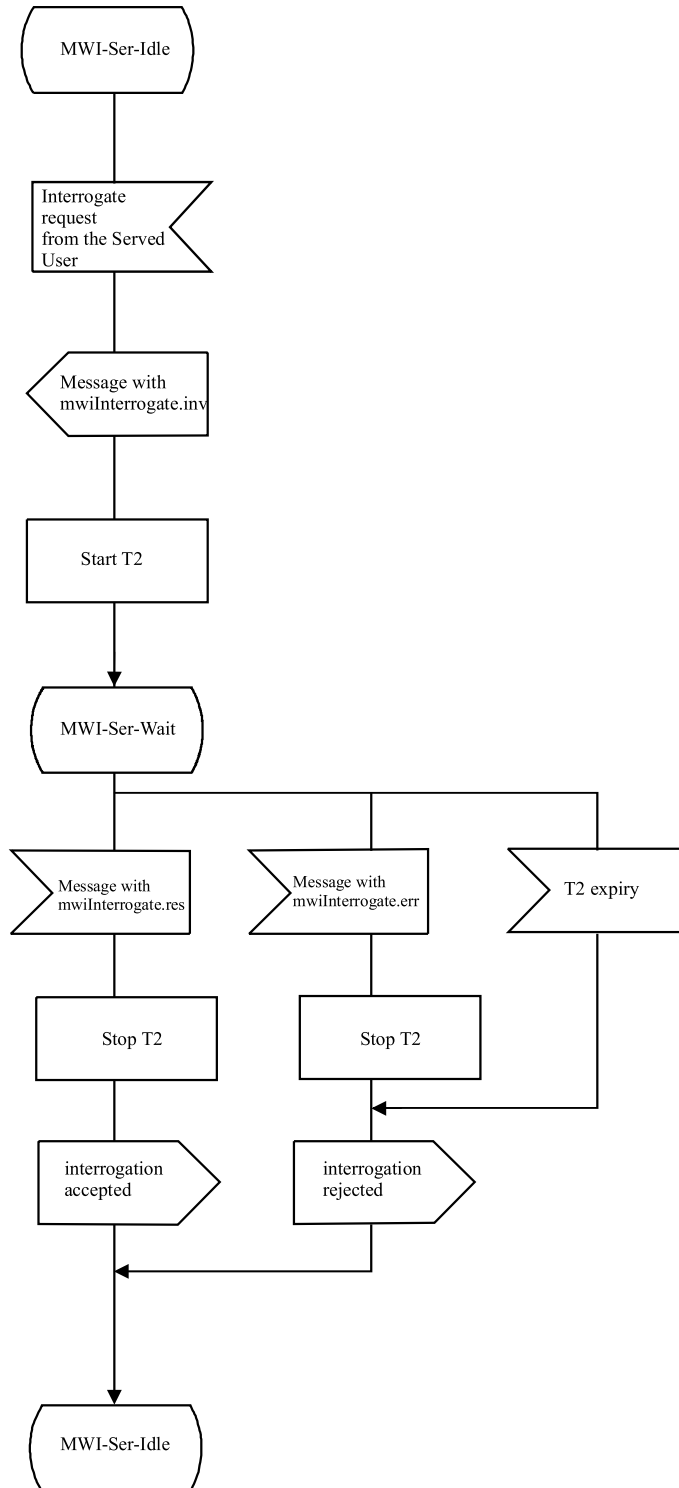 MWI-Ser-Idle
Interrogate
request
from the Served
User
Message with
mwiInterrogate.inv
Start T2
MWI-Ser-Wait
Message with
mwiInterrogate.res
Message with
mwiInterrogate.err
T2 expiry
Stop T2
Stop T2
interrogation
accepted
interrogation
rejected
MWI-Ser-Idle